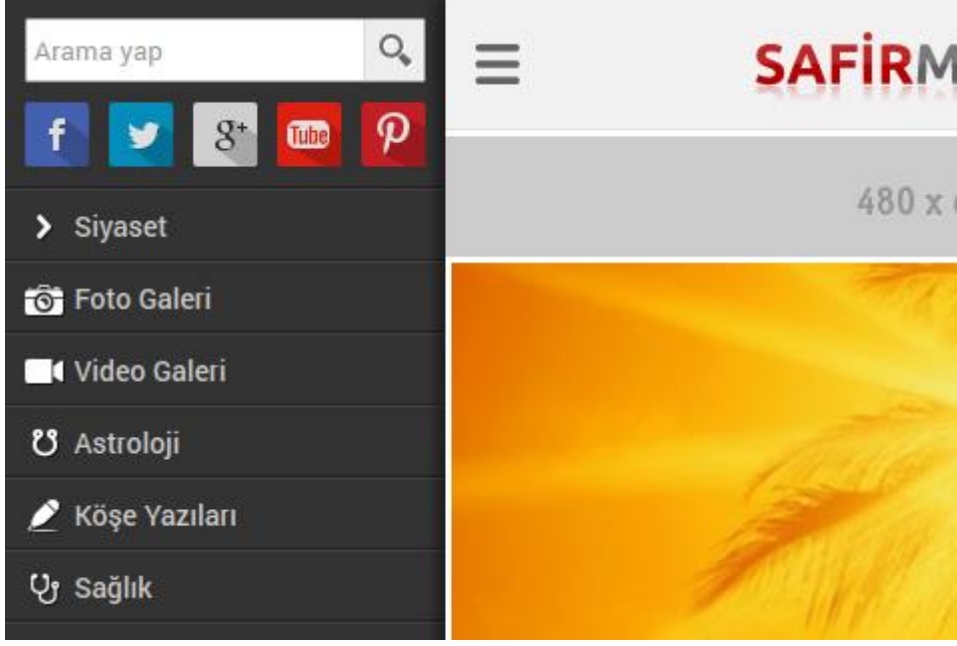 Arama yap
f
g+
Tube
Siyaset
Foto Galeri
Video Galeri
Astroloji
Köşe Yazıları
Sağlık
SAFİRM
480 x